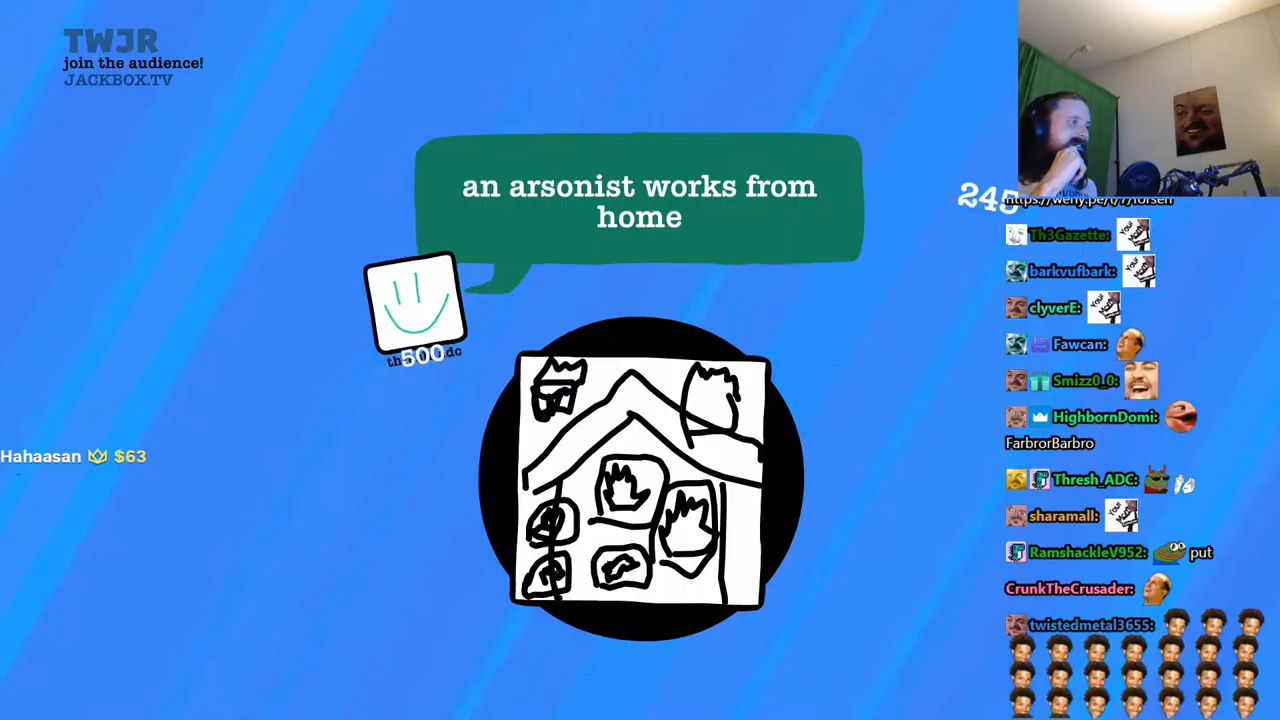 TWJR
join the audience!
JACKBOX.TV
an arsonist works from
home
500
245
Hahaasan $63
Th3Gazette:
barkvufbark:
clyverE:
Fawcan:
Smizz0_0:
HighbornDomi:
FarbrorBarbro
Thresh_ADC:
sharamall:
RamshackleV952: put
CrunkTheCrusader:
twistedmetal3655: